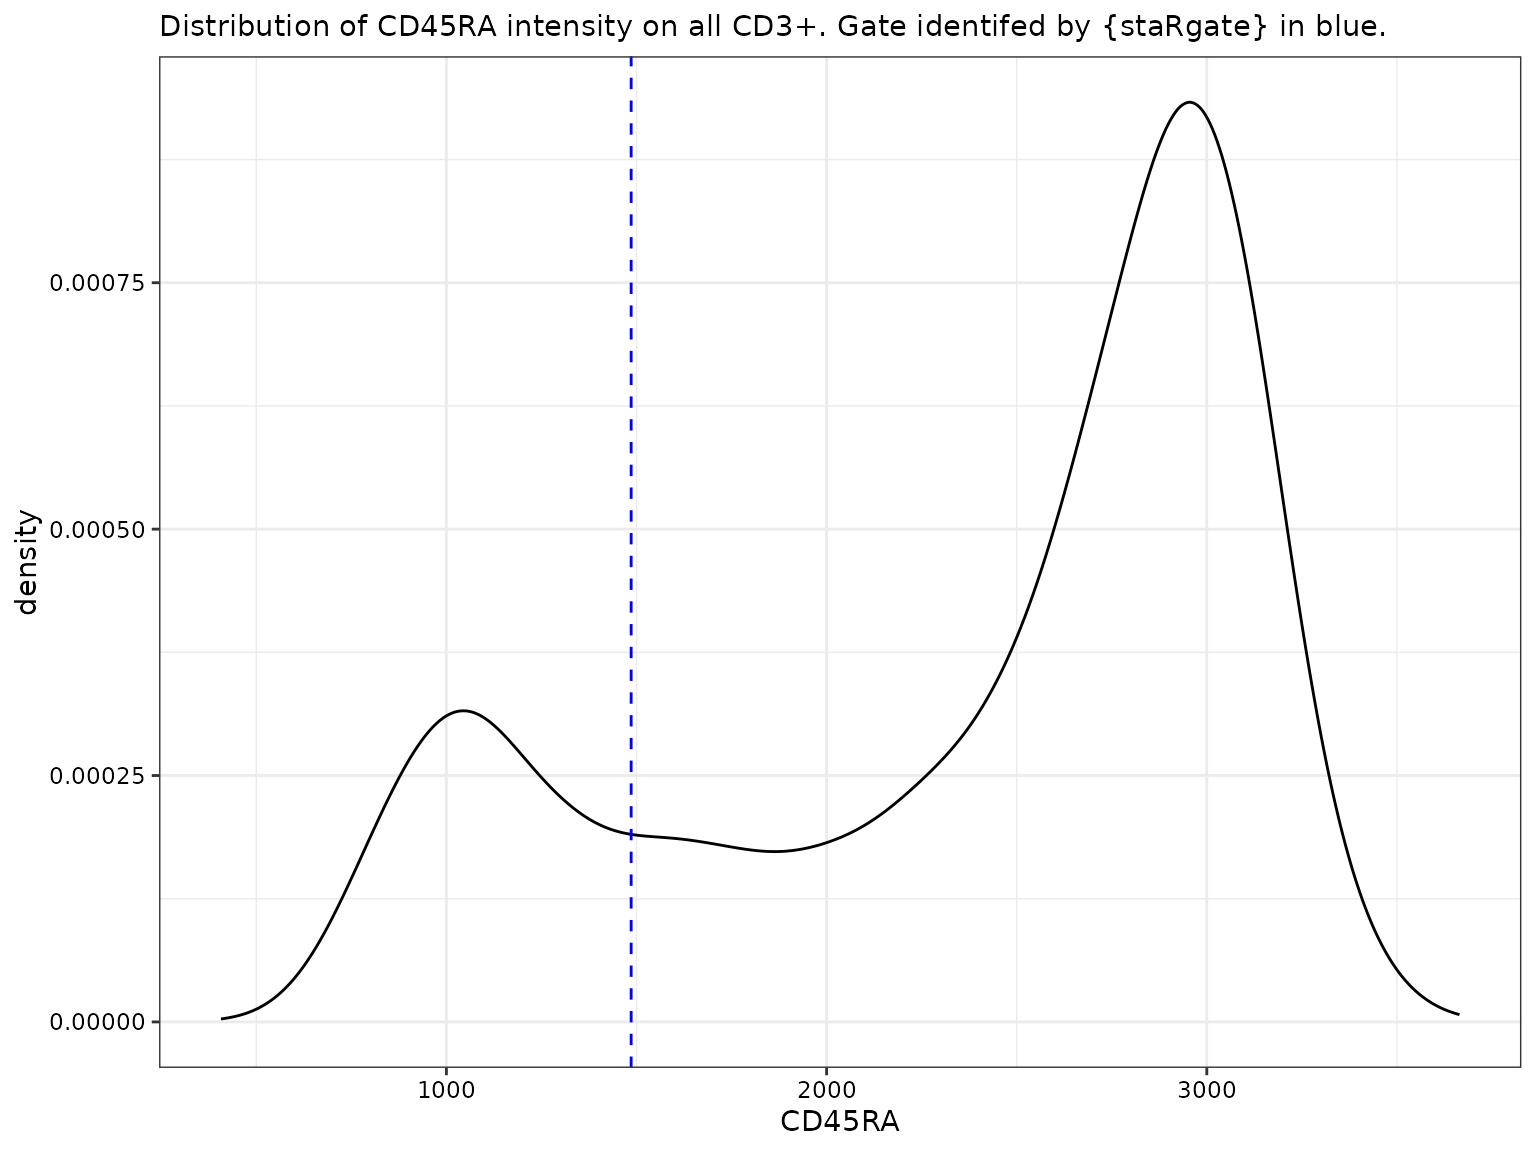 Distribution of CD45RA intensity on all CD3+. Gate identifed by {staRgate} in blue.
density
0.00075
0.00050
0.00025
0.00000
1000 2000 3000
CD45RA